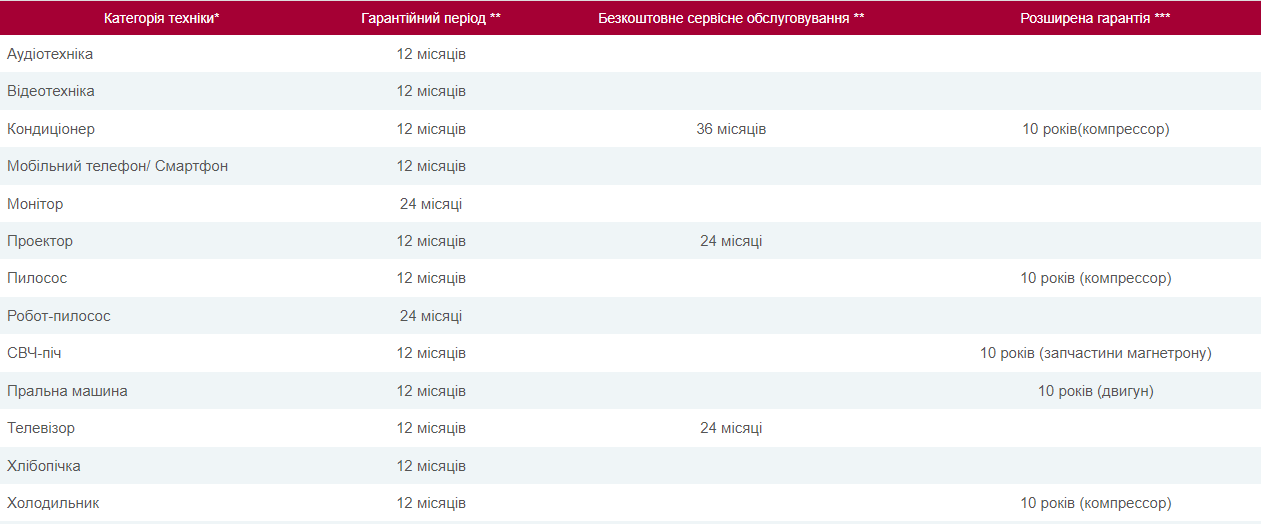 Категорія техніки* Гарантійний період ** Безкоштовне сервісне обслуговування ** Розширена гарантія ***
Аудіотехніка 12 місяців
Відеотехніка 12 місяців
Кондиціонер 12 місяців 36 місяців 10 років(компрессор)
Мобільний телефон/ Смартфон 12 місяців
Монітор 24 місяці
Проектор 12 місяців 24 місяці
Пилосос 12 місяців 10 років (компрессор)
Робот-пилосос 24 місяці
СВЧ-піч 12 місяців 10 років (запчастини магнетрону)
Пральна машина 12 місяців 10 років (двигун)
Телевізор 12 місяців 24 місяці
Хлібопічка 12 місяців
Холодильник 12 місяців 10 років (компрессор)